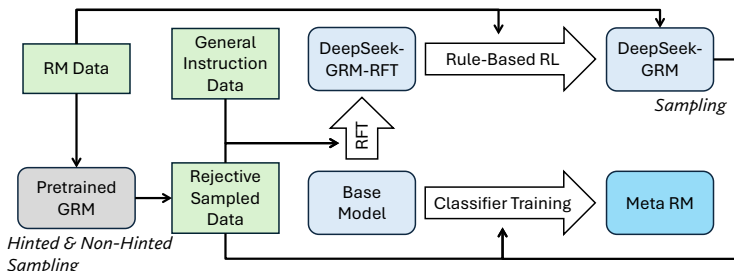 RM Data
General
Instruction
Data
DeepSeek-
GRM-RFT
Rule-Based RL
DeepSeek-
GRM
Sampling
RFT
Pretrained
GRM
Hinted & Non-Hinted
Sampling
Rejective
Sampled
Data
Base
Model
Classifier Training
Meta RM